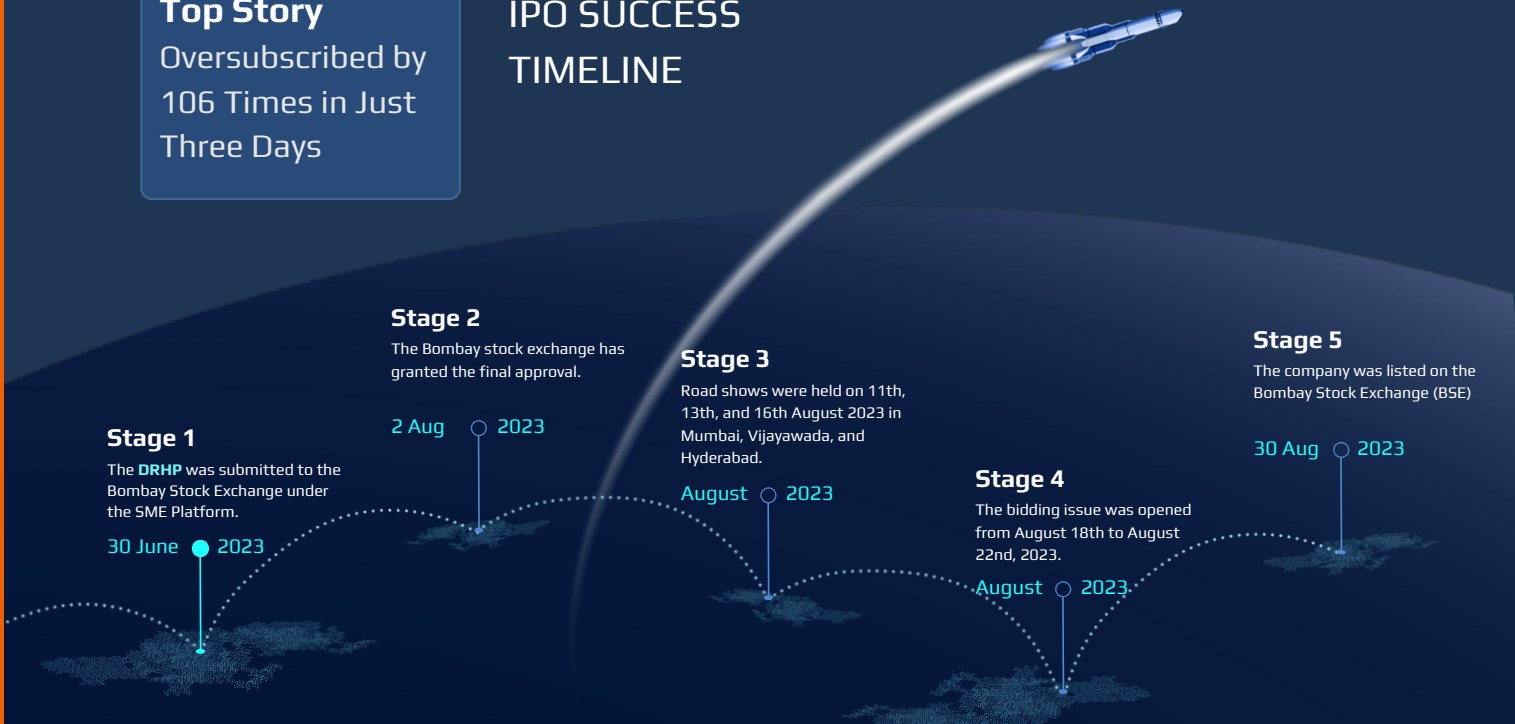 Top Story
Oversubscribed by
106 Times in Just
Three Days
IPO SUCCESS
TIMELINE
Stage 1
The DRHP was submitted to the
Bombay Stock Exchange under
the SME Platform.
30 June 2023
Stage 2
The Bombay stock exchange has
granted the final approval.
2 Aug 2023
Stage 3
Road shows were held on 11th,
13th, and 16th August 2023 in
Mumbai, Vijayawada, and
Hyderabad.
August 2023
Stage 4
The bidding issue was opened
from August 18th to August
22nd, 2023.
August 2023
Stage 5
The company was listed on the
Bombay Stock Exchange (BSE)
30 Aug 2023